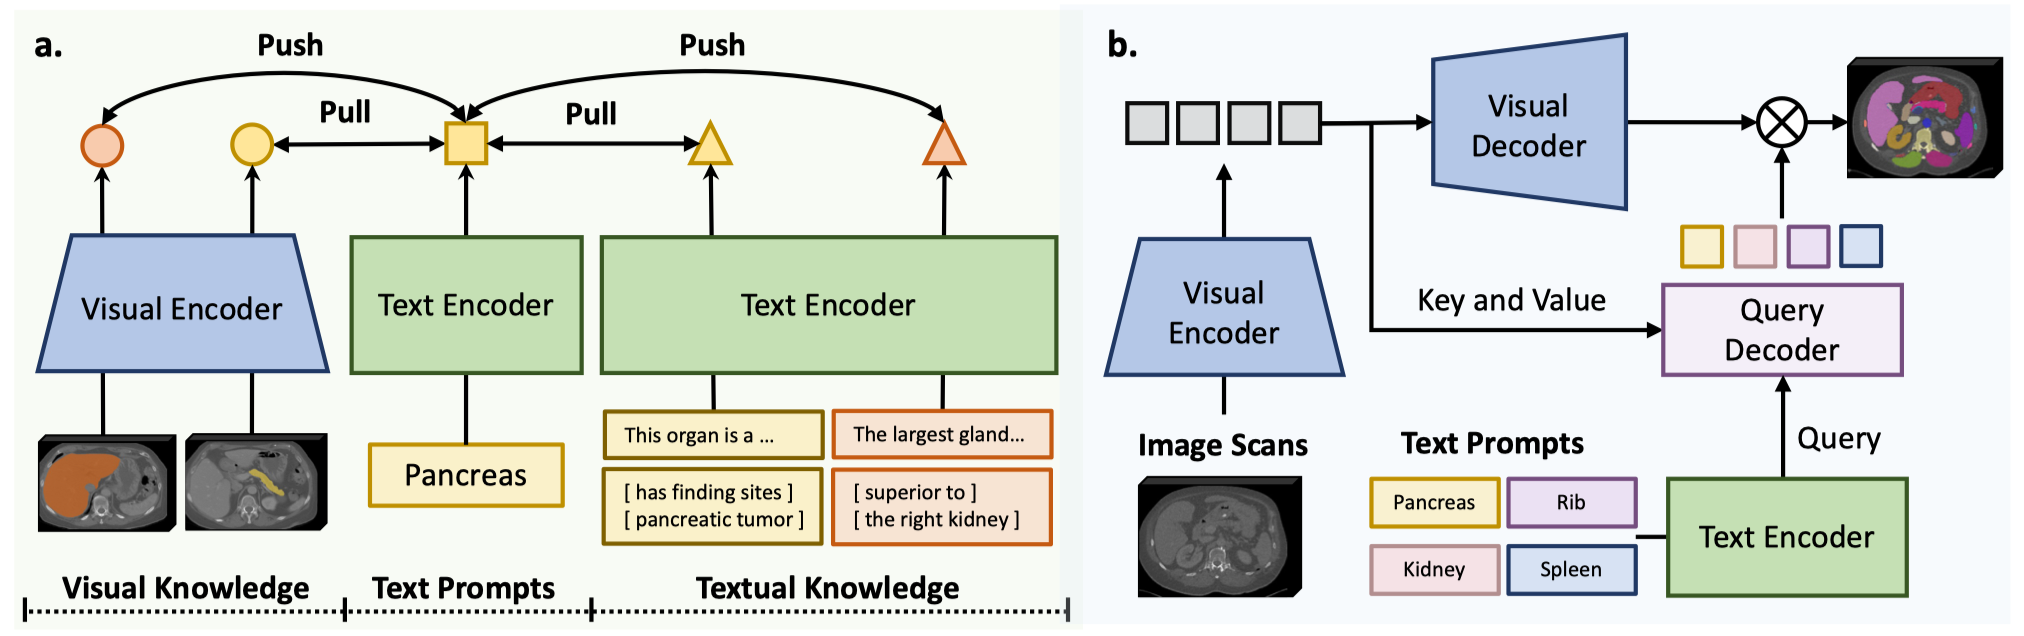 a.
Push
Push
Pull
Pull
Visual Encoder
Text Encoder
Text Encoder
Pancreas
This organ is a ...
[ has finding sites ]
[ pancreatic tumor ]
The largest gland...
[ superior to ]
[ the right kidney ]
Visual Knowledge
Text Prompts
Textual Knowledge
b.
Visual
Decoder
Visual
Encoder
Key and Value
Query
Decoder
Query
Image Scans
Text Prompts
Pancreas
Rib
Kidney
Spleen
Text Encoder